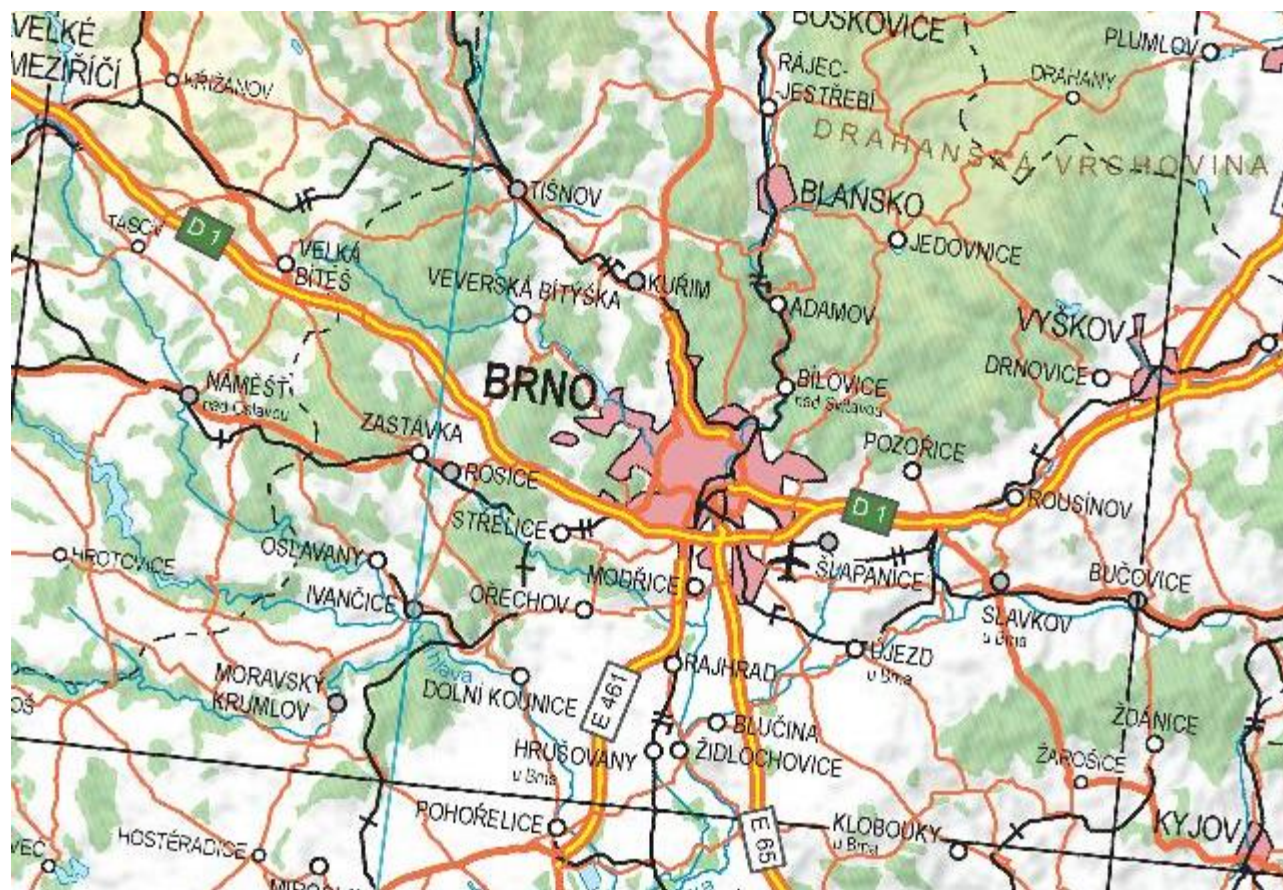 VELKÉ
MEZIŘÍČÍ
KŘIŽANOV
BOSKOVICE
RÁJEC-
JESTŘEBÍ
PLUMLOV
DRAHANY
DRAHANSKÁ VRCHOVINA
TIŠNOV
BLANSKO
JEDOVNICE
D 1
VELKÁ
BÍTEŠ
VEVERSKÁ BÍTÝŠKA
KUŘIM
ADAMOV
VYŠKOV
DRNOVICE
BRNO
BÍLOVICE
nad Svitavou
NÁMĚŠŤ
nad Oslavou
ZASTÁVKA
ROSICE
POZOŘICE
ROUSÍNOV
D 1
STŘELICE
HROTOVICE
OSLAVANY
IVANČICE
OŘECHOV
MODŘICE
ŠLAPANICE
BUČOVICE
SLAVKOV
u Brna
ÚJEZD
u Brna
RAJHRAD
MORAVSKÝ
KRUMLOV
DOLNÍ KOUNICE
E 461
BLUČINA
ŽDÁNICE
HRUŠOVANY
u Brna
ŽIDLOCHOVICE
ŽAROŠICE
POHOŘELICE
E 65
KLOBOUKY
u Brna
KYJOV
HOSTĚRADICE